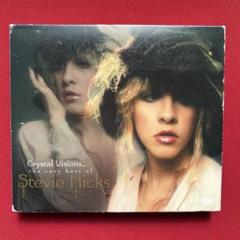 Crystal Visions...
the very best of
Stevie Nicks